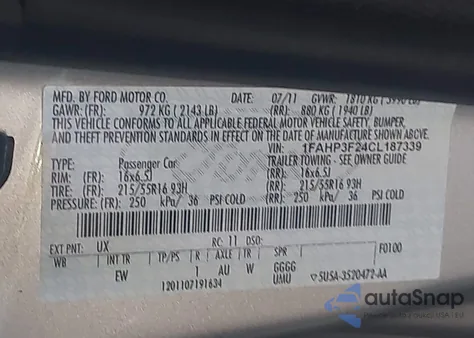 MFD. BY FORD MOTOR CO. DATE: 07/11 GVWR: 1810 KG ( 3990 LB)
GAWR: (FR): 972 KG ( 2143 LB) (RR): 880 KG ( 1940 LB)
THIS VEHICLE CONFORMS TO ALL APPLICABLE FEDERAL MOTOR VEHICLE SAFETY, BUMPER,
AND THEFT PREVENTION STANDARDS IN EFFECT ON THE DATE OF MANUFACTURE SHOWN ABOVE.
VIN: 1FAHP3F24CL187339
TYPE: Passenger Car TRAILER TOWING - SEE OWNER GUIDE
RIM: (FR): 16x6.5J (RR): 16x6.5J
TIRE: (FR): 215/55R16 93H (RR): 215/55R16 93H
PRESSURE: (FR): 250 kPa/ 36 PSI COLD (RR): 250 kPa/ 36 PSI COLD
EXT PNT: UX RC: 11 DSO: F0100
WB INT TR TP/PS R AXLE TR SPR
EW 1 AU W GGGG
UMU
1201107191634 ▽SU5A-3520472-AA
autoSnap